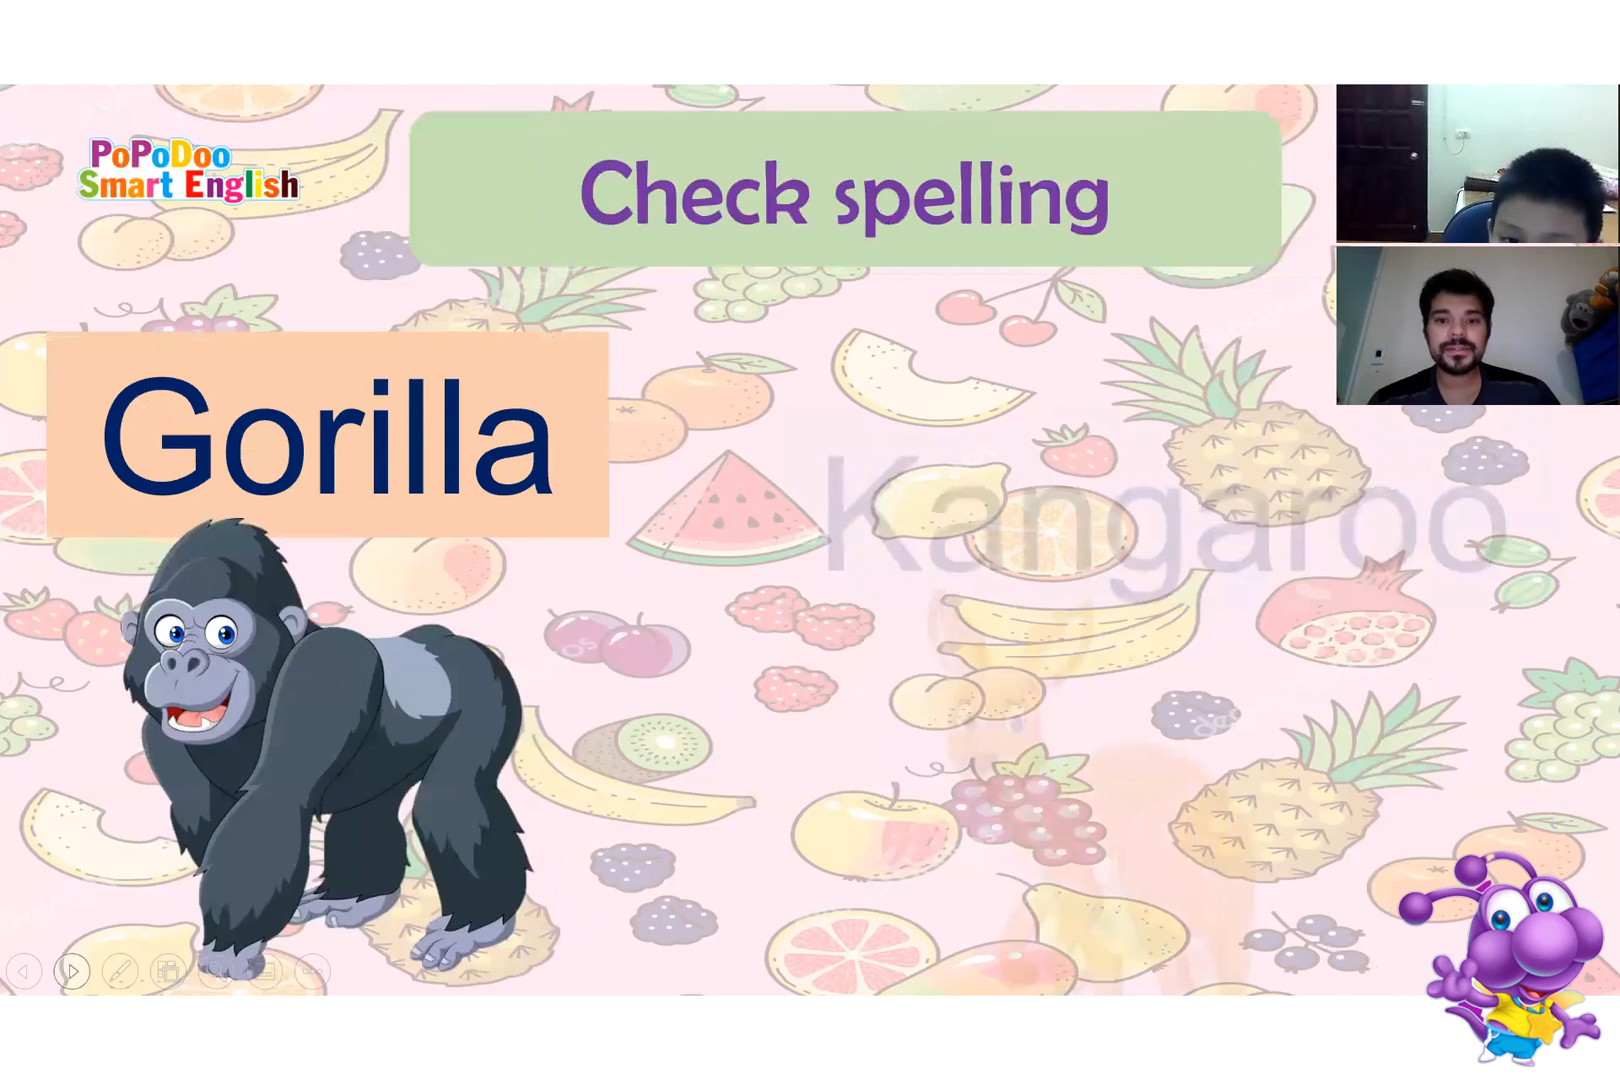 PoPoDoo
Smart English
Check spelling
Gorilla
Kangaroo